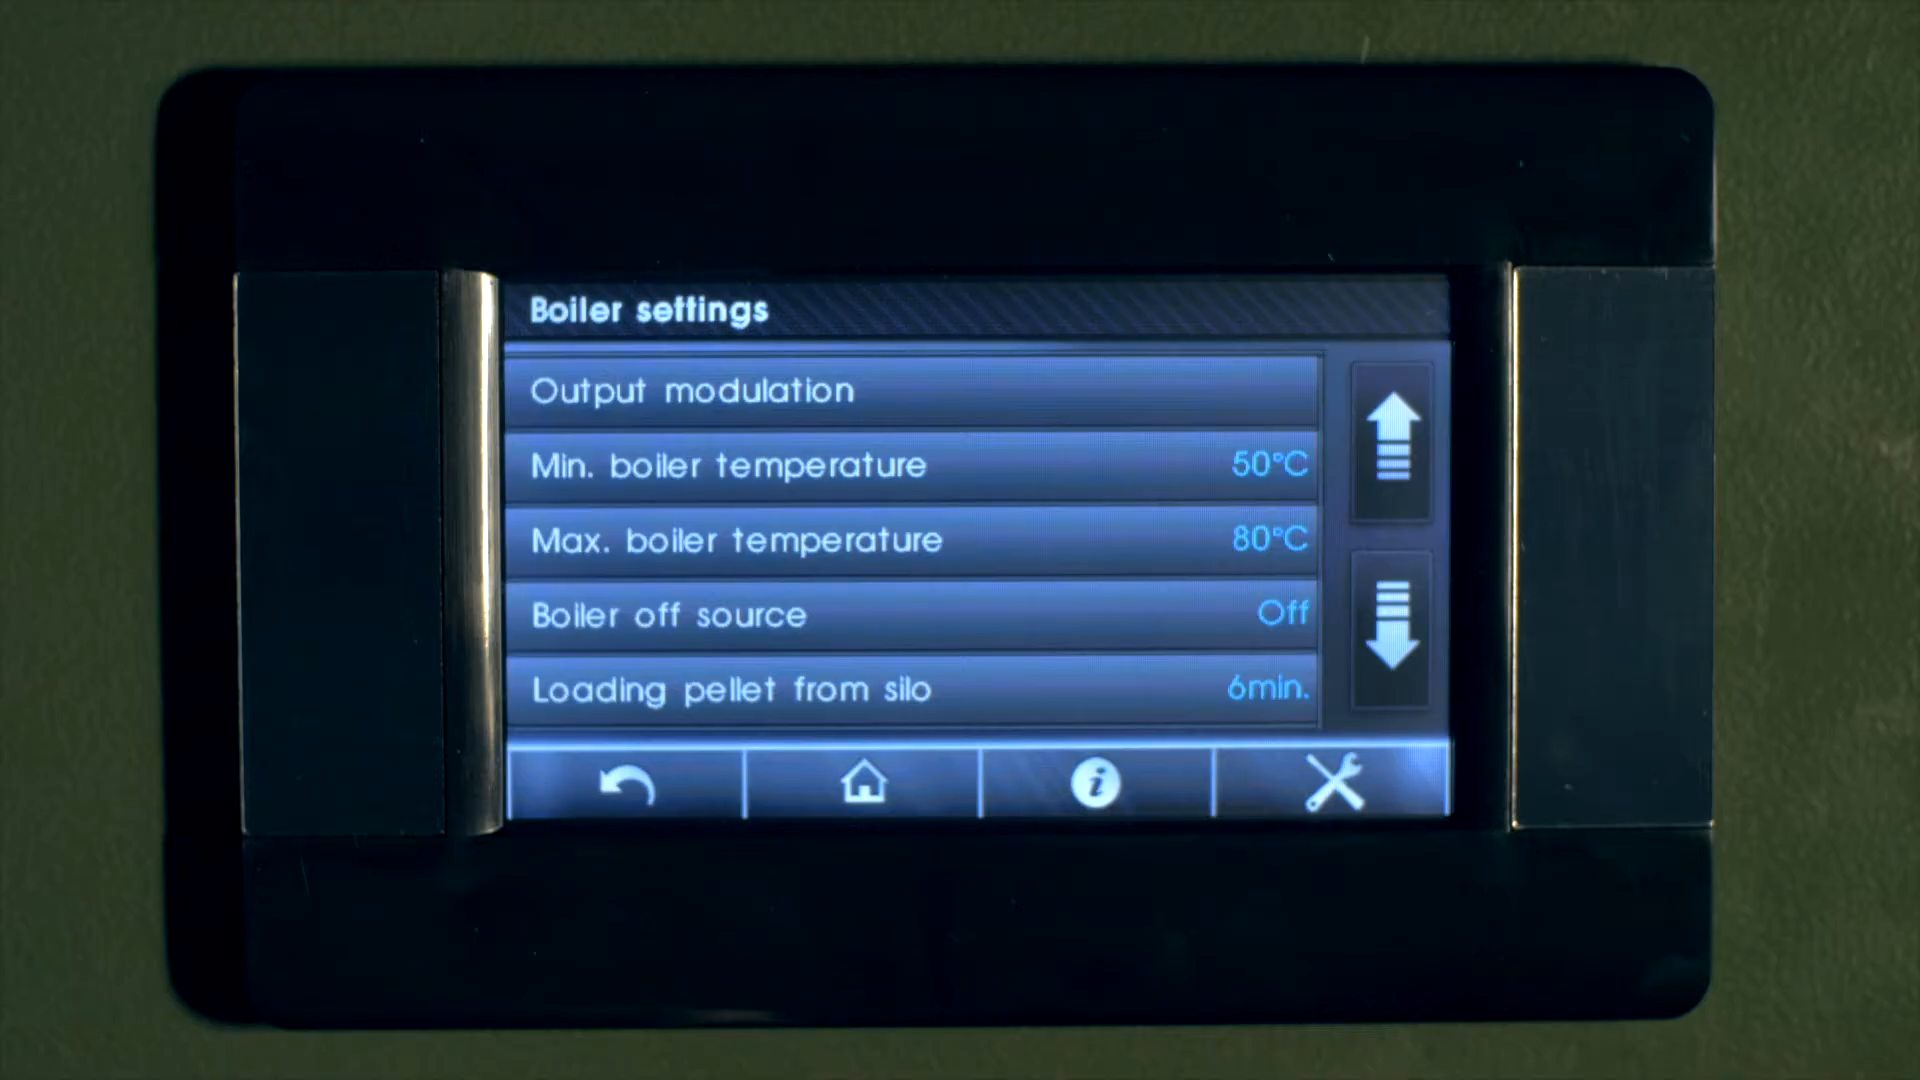 Boiler settings
Output modulation
Min. boiler temperature 50°C
Max. boiler temperature 80°C
Boiler off source Off
Loading pellet from silo 6min.